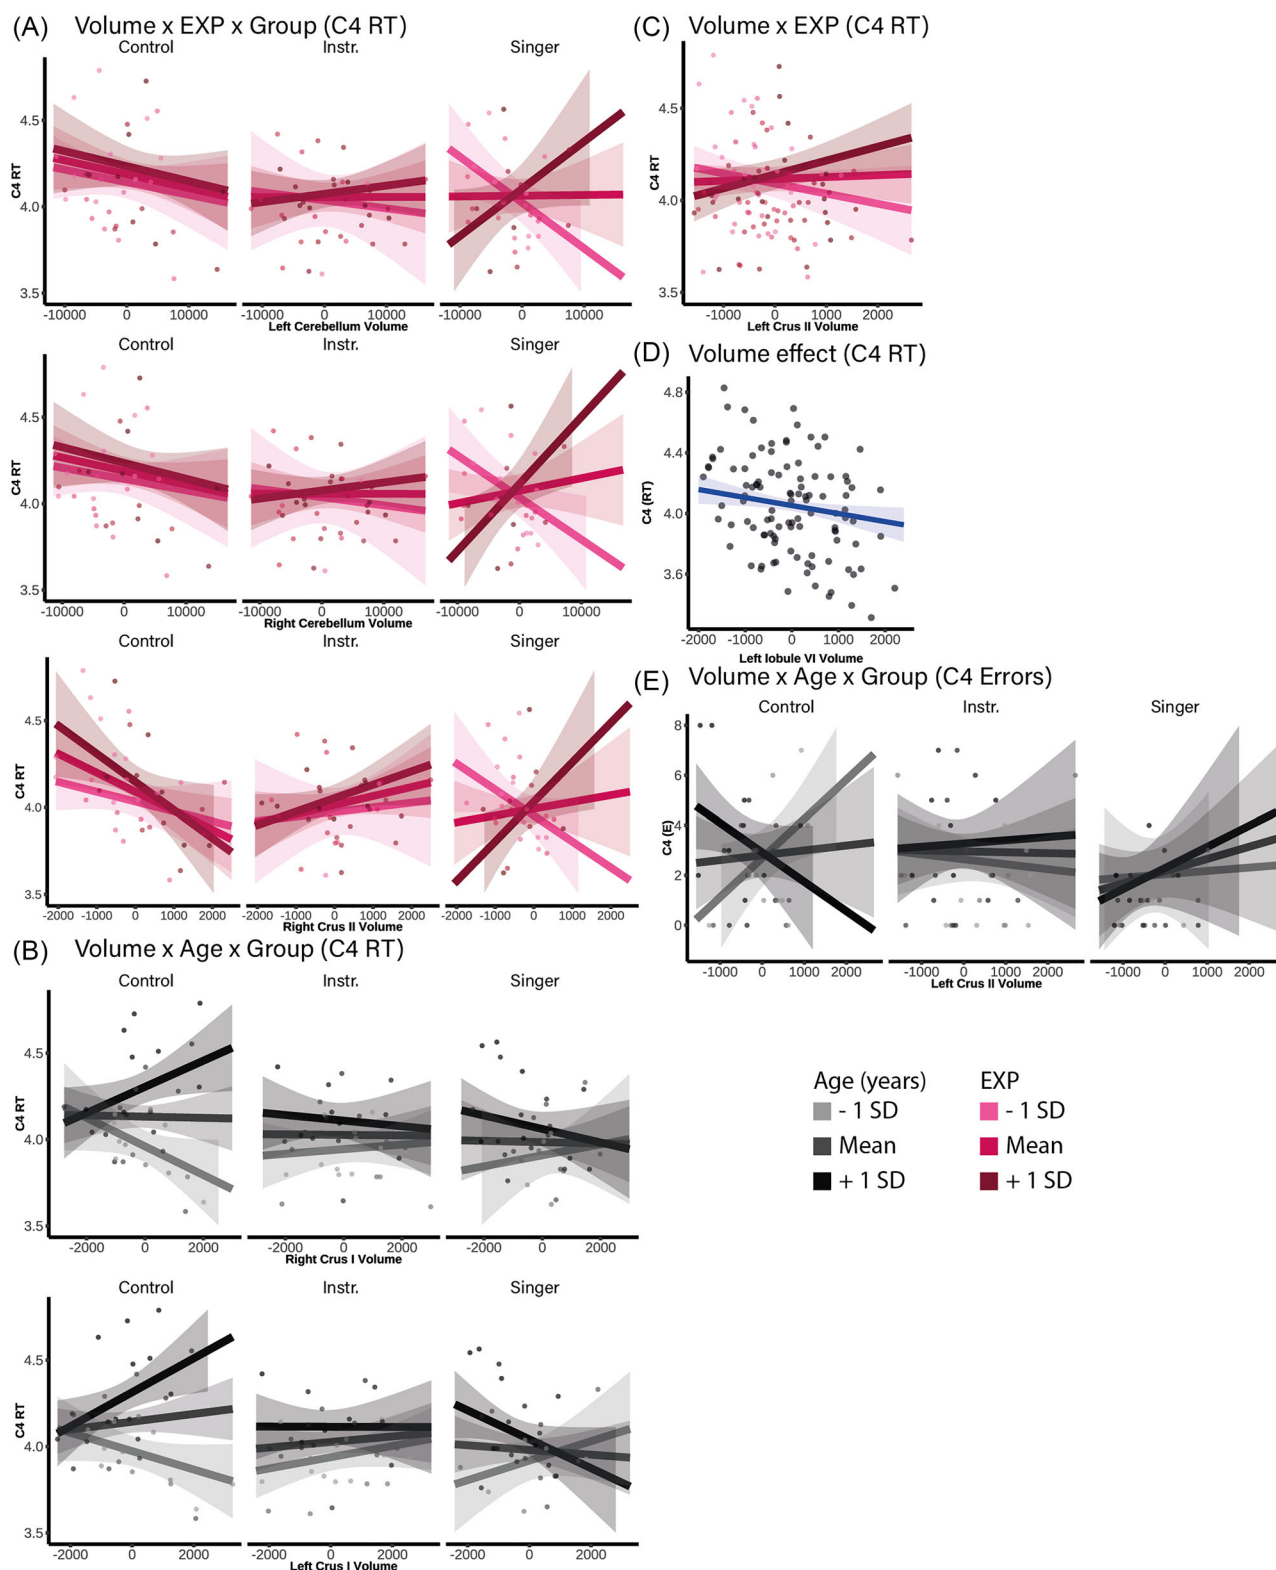 (A) Volume x EXP x Group (C4 RT)
Control Instr. Singer
4.5
4.0
3.5
C4 RT
-10000 0 10000 -10000 0 10000 -10000 0 10000
Left Cerebellum Volume
Control Instr. Singer
4.5
4.0
3.5
C4 RT
-10000 0 10000 -10000 0 10000 -10000 0 10000
Right Cerebellum Volume
Control Instr. Singer
4.5
4.0
3.5
C4 RT
-2000 -1000 0 1000 2000 -2000 -1000 0 1000 2000 -2000 -1000 0 1000 2000
Right Crus II Volume
(B) Volume x Age x Group (C4 RT)
Control Instr. Singer
4.5
4.0
3.5
C4 RT
-2000 0 2000 -2000 0 2000 -2000 0 2000
Right Crus I Volume
Control Instr. Singer
4.5
4.0
3.5
C4 RT
-2000 0 2000 -2000 0 2000 -2000 0 2000
Left Crus I Volume
(C) Volume x EXP (C4 RT)
4.5
4.0
3.5
C4 RT
-1000 0 1000 2000
Left Crus II Volume
(D) Volume effect (C4 RT)
4.8
4.4
4.0
3.6
C4 (RT)
-2000 -1000 0 1000 2000
Left lobule VI Volume
(E) Volume x Age x Group (C4 Errors)
Control Instr. Singer
8
6
4
2
0
C4 (E)
-1000 0 1000 2000 -1000 0 1000 2000 -1000 0 1000 2000
Left Crus II Volume
Age (years) EXP
- 1 SD - 1 SD
Mean Mean
+ 1 SD + 1 SD